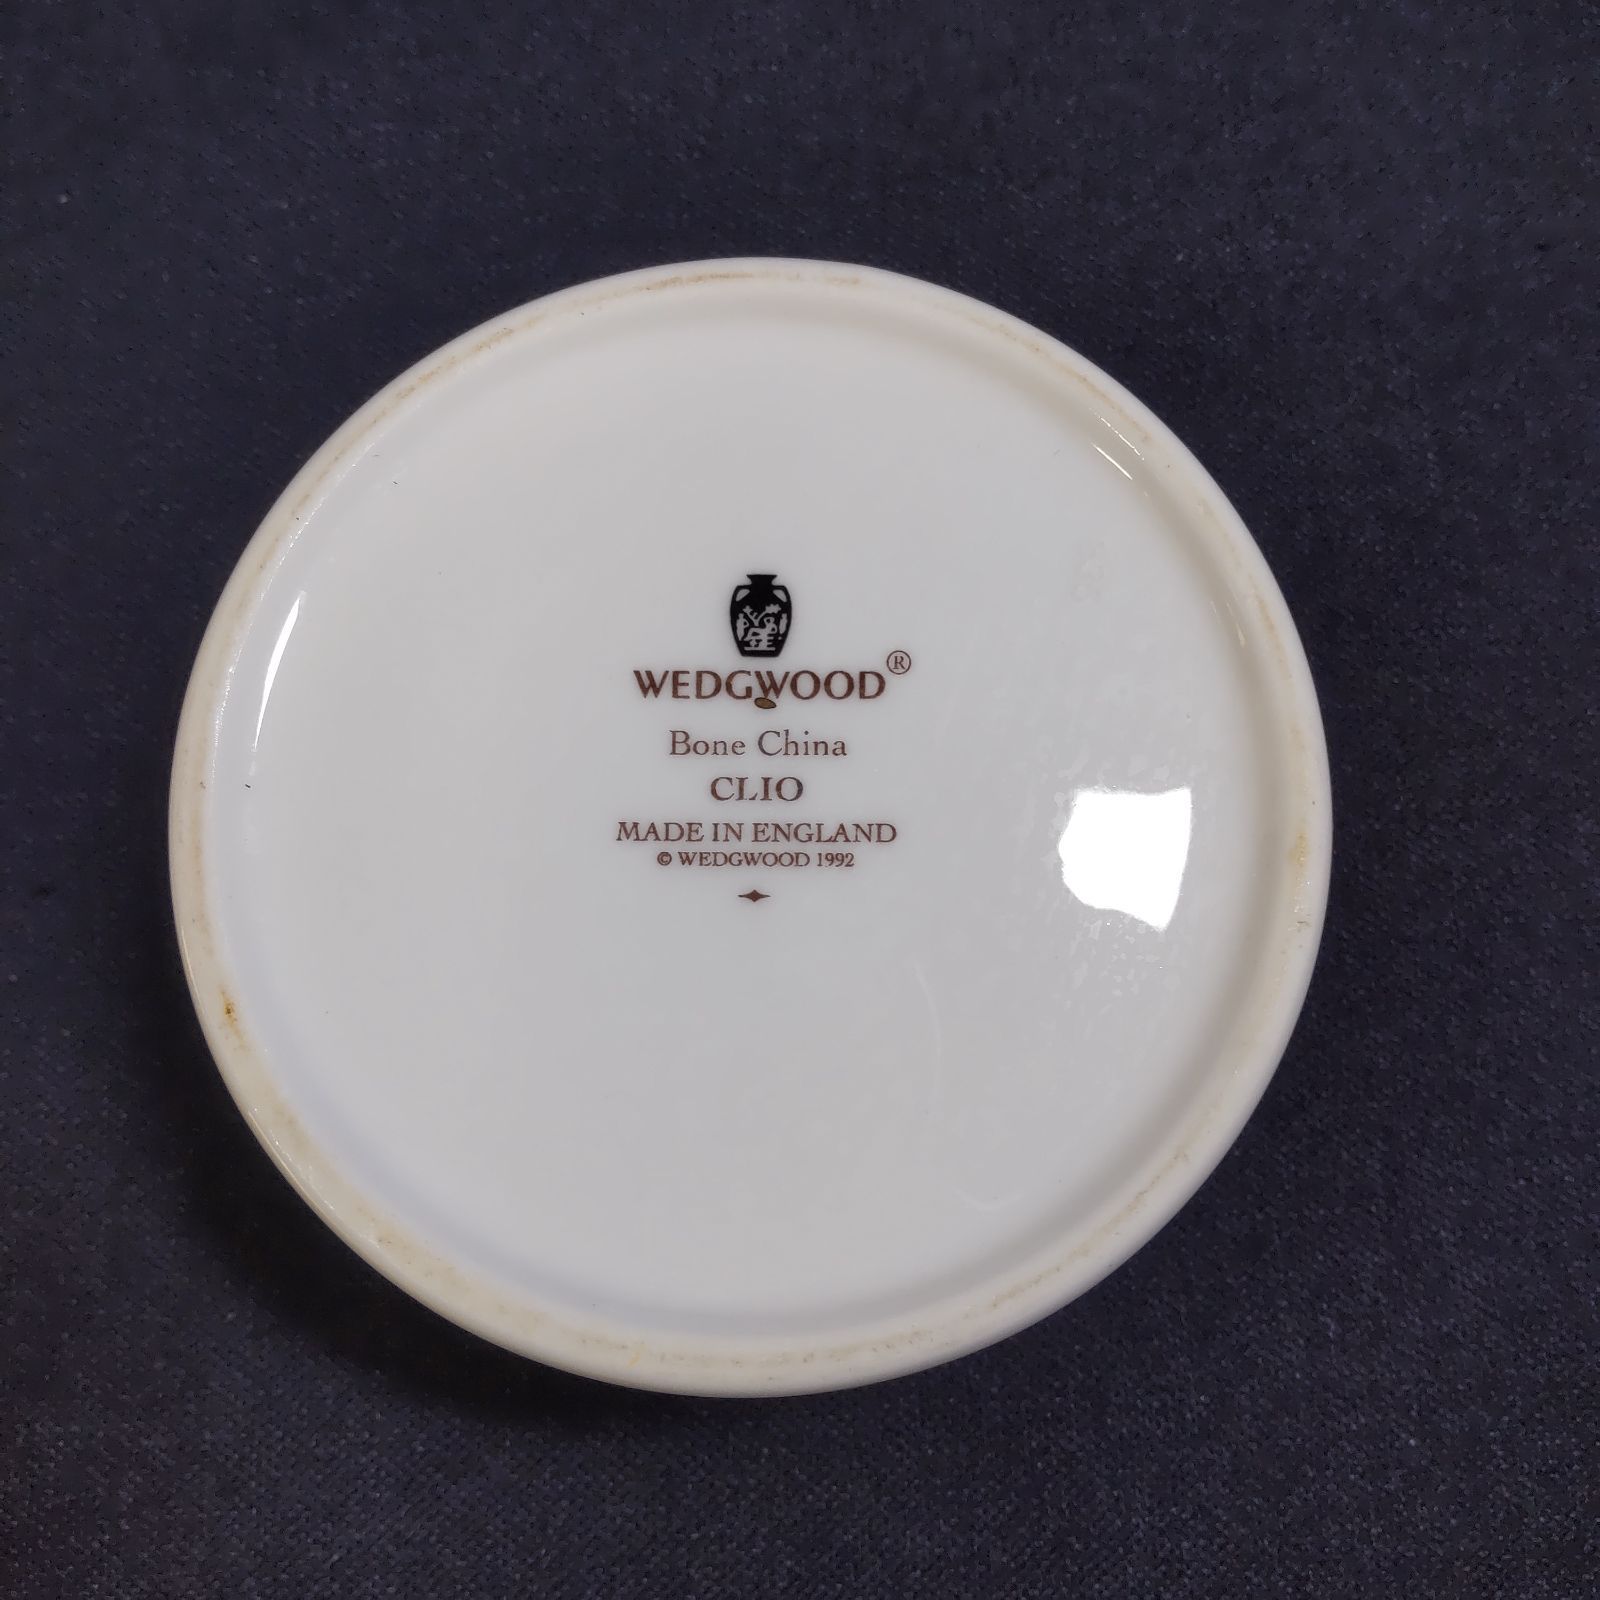 WEDGWOOD®
Bone China
CLIO
MADE IN ENGLAND
© WEDGWOOD 1992